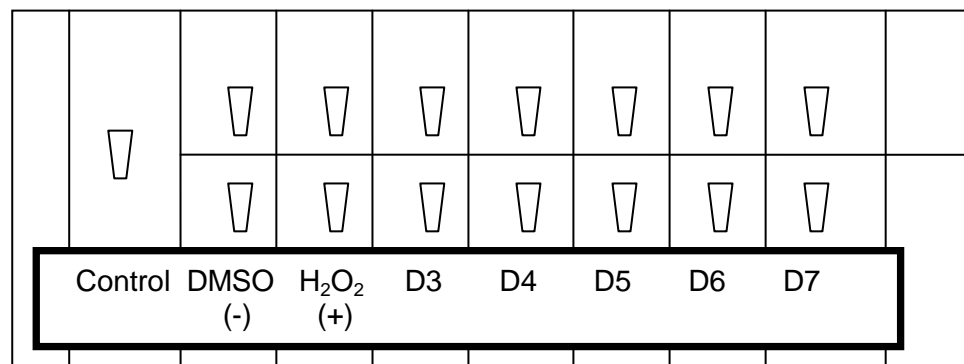 Control DMSO H₂O₂ D3 D4 D5 D6 D7
(-) (+)